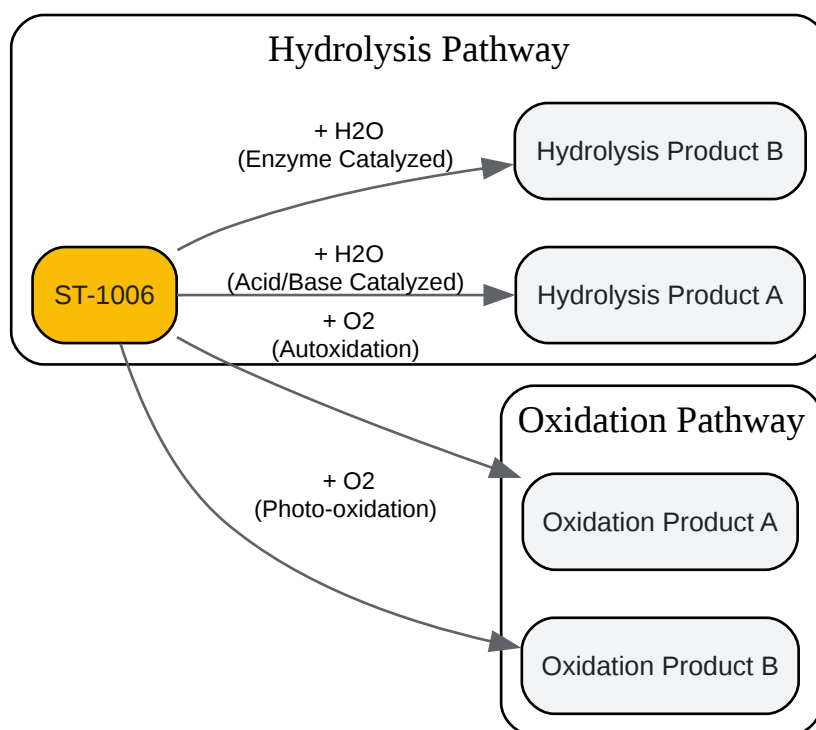 Hydrolysis Pathway
+ H2O
(Enzyme Catalyzed)
Hydrolysis Product B
ST-1006
+ H2O
(Acid/Base Catalyzed)
Hydrolysis Product A
+ O2
(Autoxidation)
Oxidation Pathway
+ O2
(Photo-oxidation)
Oxidation Product A
Oxidation Product B